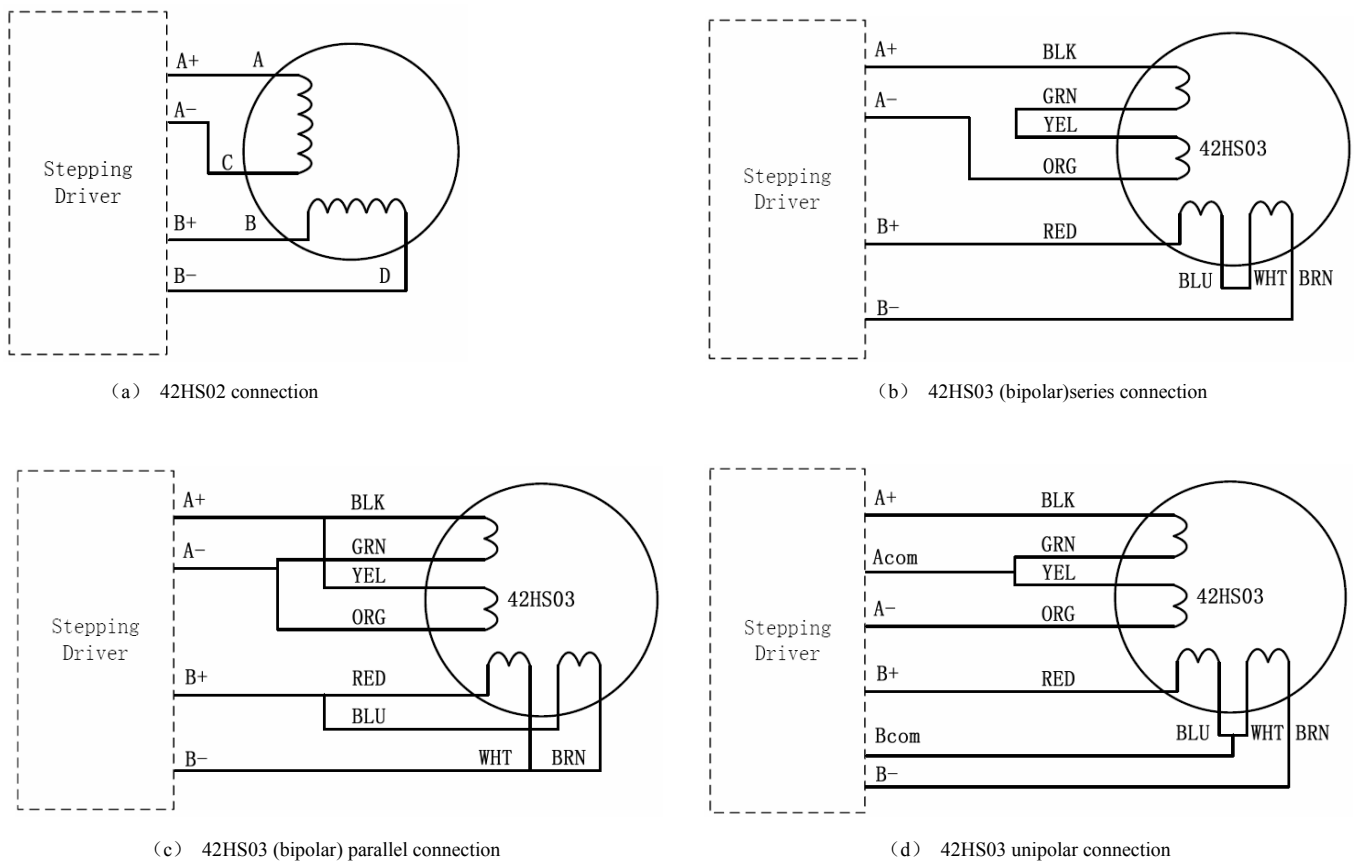 A+ A
A-
C
Stepping
Driver
B+ B
B- D
(a) 42HS02 connection
A+ BLK
A- GRN
YEL
42HS03
ORG
Stepping
Driver
B+ RED
BLU WHT BRN
B-
(b) 42HS03 (bipolar)series connection
A+ BLK
A- GRN
YEL
42HS03
ORG
Stepping
Driver
B+ RED
BLU
B- WHT BRN
(c) 42HS03 (bipolar) parallel connection
A+ BLK
GRN
Acom YEL
42HS03
A- ORG
Stepping
Driver
B+ RED
BLU WHT BRN
Bcom
B-
(d) 42HS03 unipolar connection